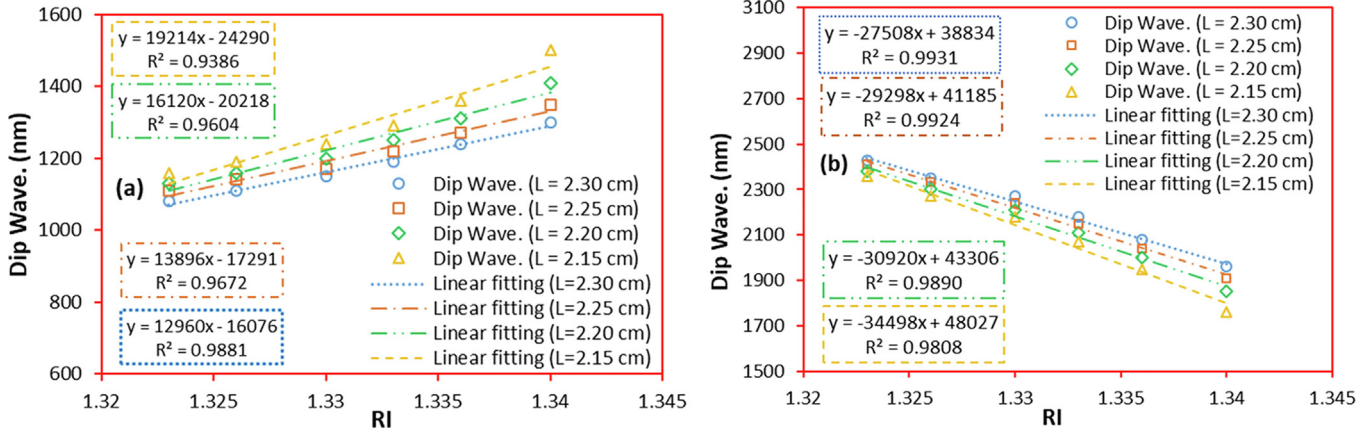 1600
1400
1200
1000
800
600
Dip Wave. (nm)
y = 19214x - 24290
R² = 0.9386
y = 16120x - 20218
R² = 0.9604
(a)
y = 13896x - 17291
R² = 0.9672
y = 12960x - 16076
R² = 0.9881
Dip Wave. (L = 2.30 cm)
Dip Wave. (L = 2.25 cm)
Dip Wave. (L = 2.20 cm)
Dip Wave. (L = 2.15 cm)
Linear fitting (L=2.30 cm)
Linear fitting (L=2.25 cm)
Linear fitting (L=2.20 cm)
Linear fitting (L=2.15 cm)
1.32 1.325 1.33 1.335 1.34 1.345
RI
3100
2900
2700
2500
2300
2100
1900
1700
1500
Dip Wave. (nm)
y = -27508x + 38834
R² = 0.9931
y = -29298x + 41185
R² = 0.9924
(b)
y = -30920x + 43306
R² = 0.9890
y = -34498x + 48027
R² = 0.9808
Dip Wave. (L = 2.30 cm)
Dip Wave. (L = 2.25 cm)
Dip Wave. (L = 2.20 cm)
Dip Wave. (L = 2.15 cm)
Linear fitting (L=2.30 cm)
Linear fitting (L=2.25 cm)
Linear fitting (L=2.20 cm)
Linear fitting (L=2.15 cm)
1.32 1.325 1.33 1.335 1.34 1.345
RI